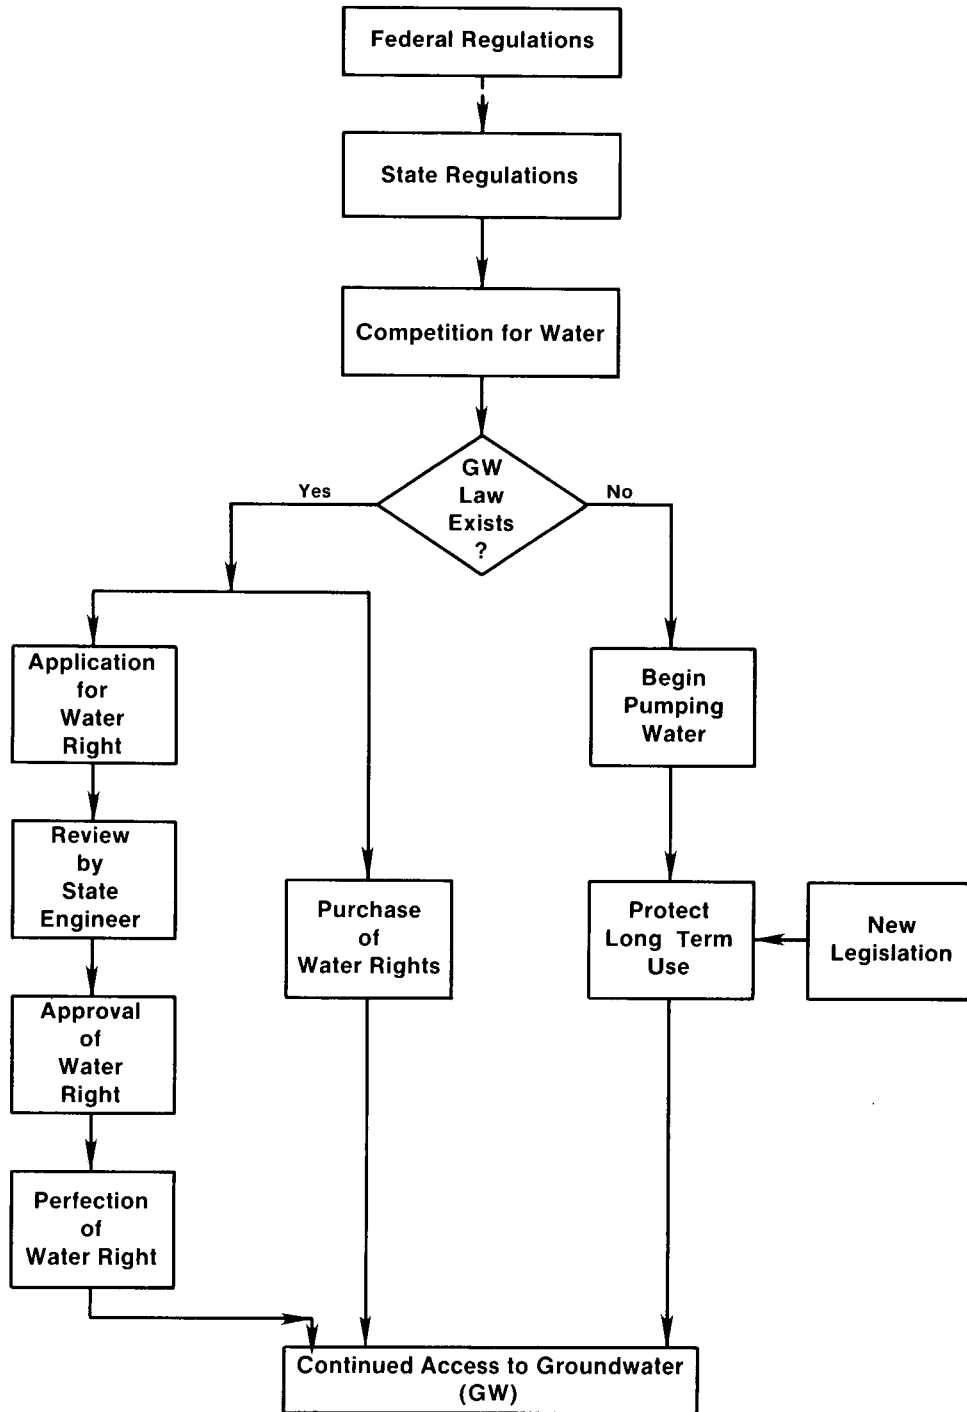 Federal Regulations
State Regulations
Competition for Water
GW
Law
Exists
?
Yes
No
Application
for
Water
Right
Review
by
State
Engineer
Approval
of
Water
Right
Perfection
of
Water Right
Purchase
of
Water Rights
Begin
Pumping
Water
Protect
Long Term
Use
New
Legislation
Continued Access to Groundwater
(GW)